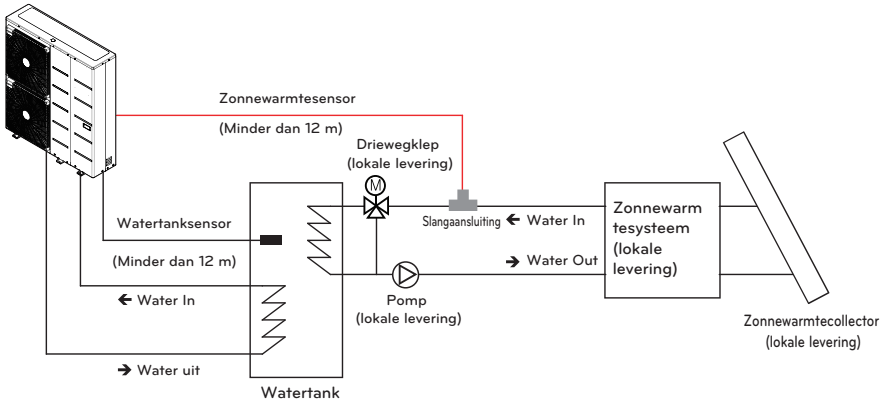 Zonnewarmtesensor
(Minder dan 12 m)
Driewegklep
(lokale levering)
M
Watertanksensor
(Minder dan 12 m)
Slangaansluiting
← Water In
→ Water Out
Zonnewarm
tesysteem
(lokale
levering)
← Water In
Pomp
(lokale levering)
Zonnewarmtecollector
(lokale levering)
→ Water uit
Watertank